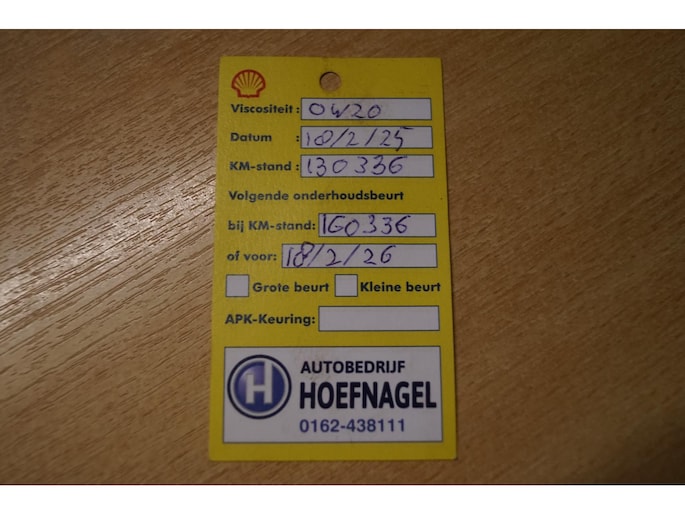 Viscositeit : 0W20
Datum : 18/2/25
KM-stand : 130336
Volgende onderhoudsbeurt
bij KM-stand: 160336
of voor: 18/2/26
Grote beurt Kleine beurt
APK-Keuring:
H AUTOBEDRIJF
HOEFNAGEL
0162-438111